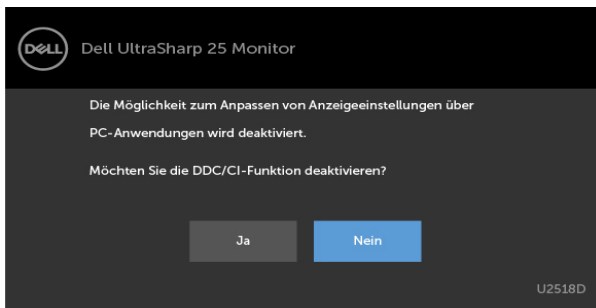 DELL
Dell UltraSharp 25 Monitor
Die Möglichkeit zum Anpassen von Anzeigeeinstellungen über
PC-Anwendungen wird deaktiviert.
Möchten Sie die DDC/CI-Funktion deaktivieren?
Ja
Nein
U2518D